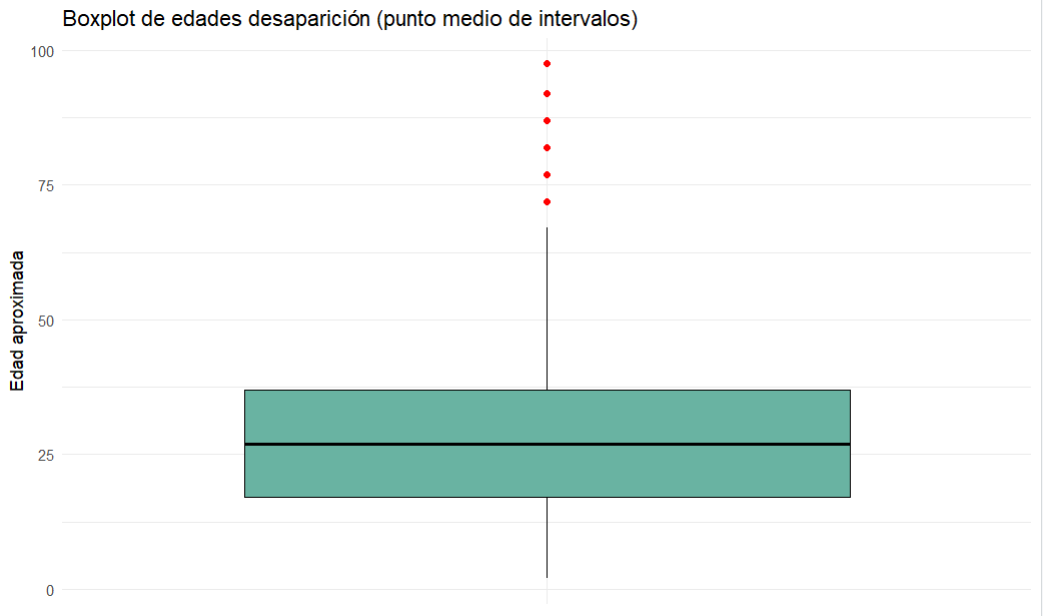 Boxplot de edades desaparición (punto medio de intervalos)
100
75
50
25
0
Edad aproximada